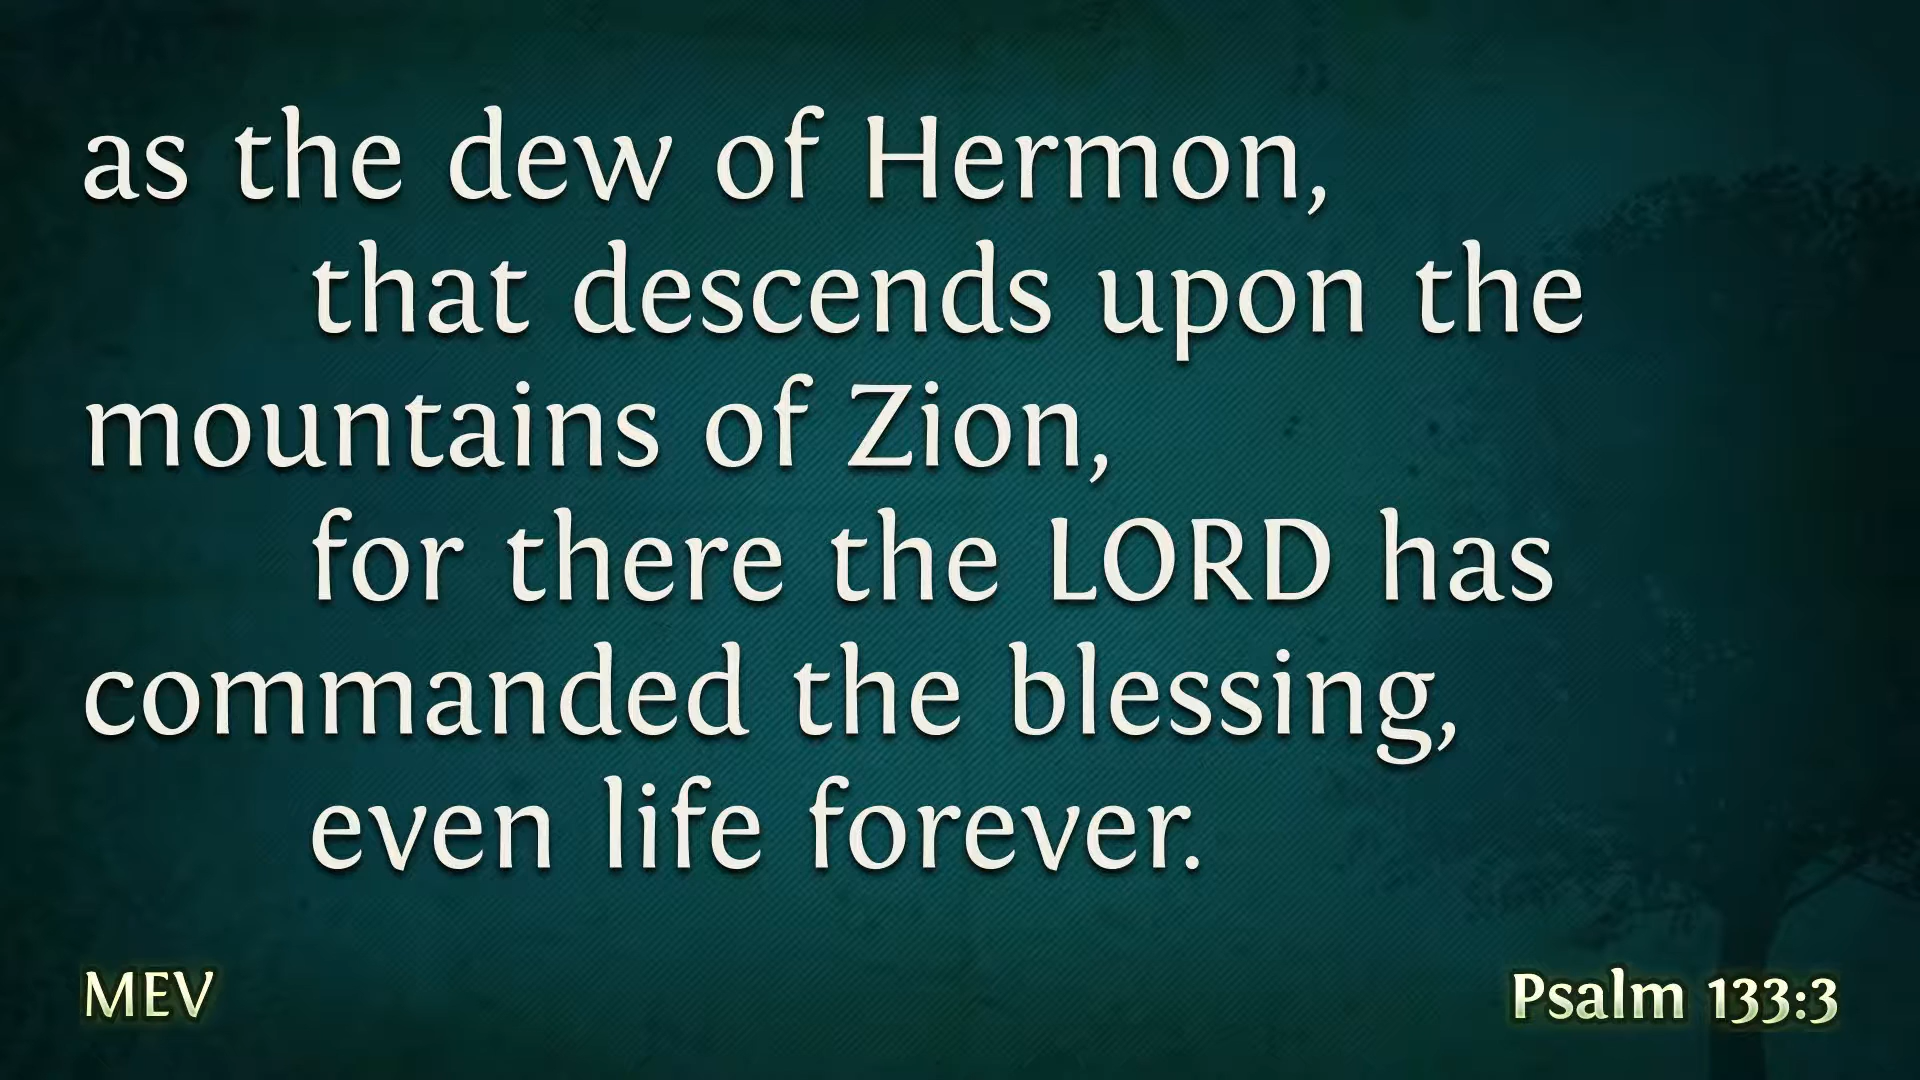 as the dew of Hermon,
that descends upon the
mountains of Zion,
for there the LORD has
commanded the blessing,
even life forever.
MEV
Psalm 133:3